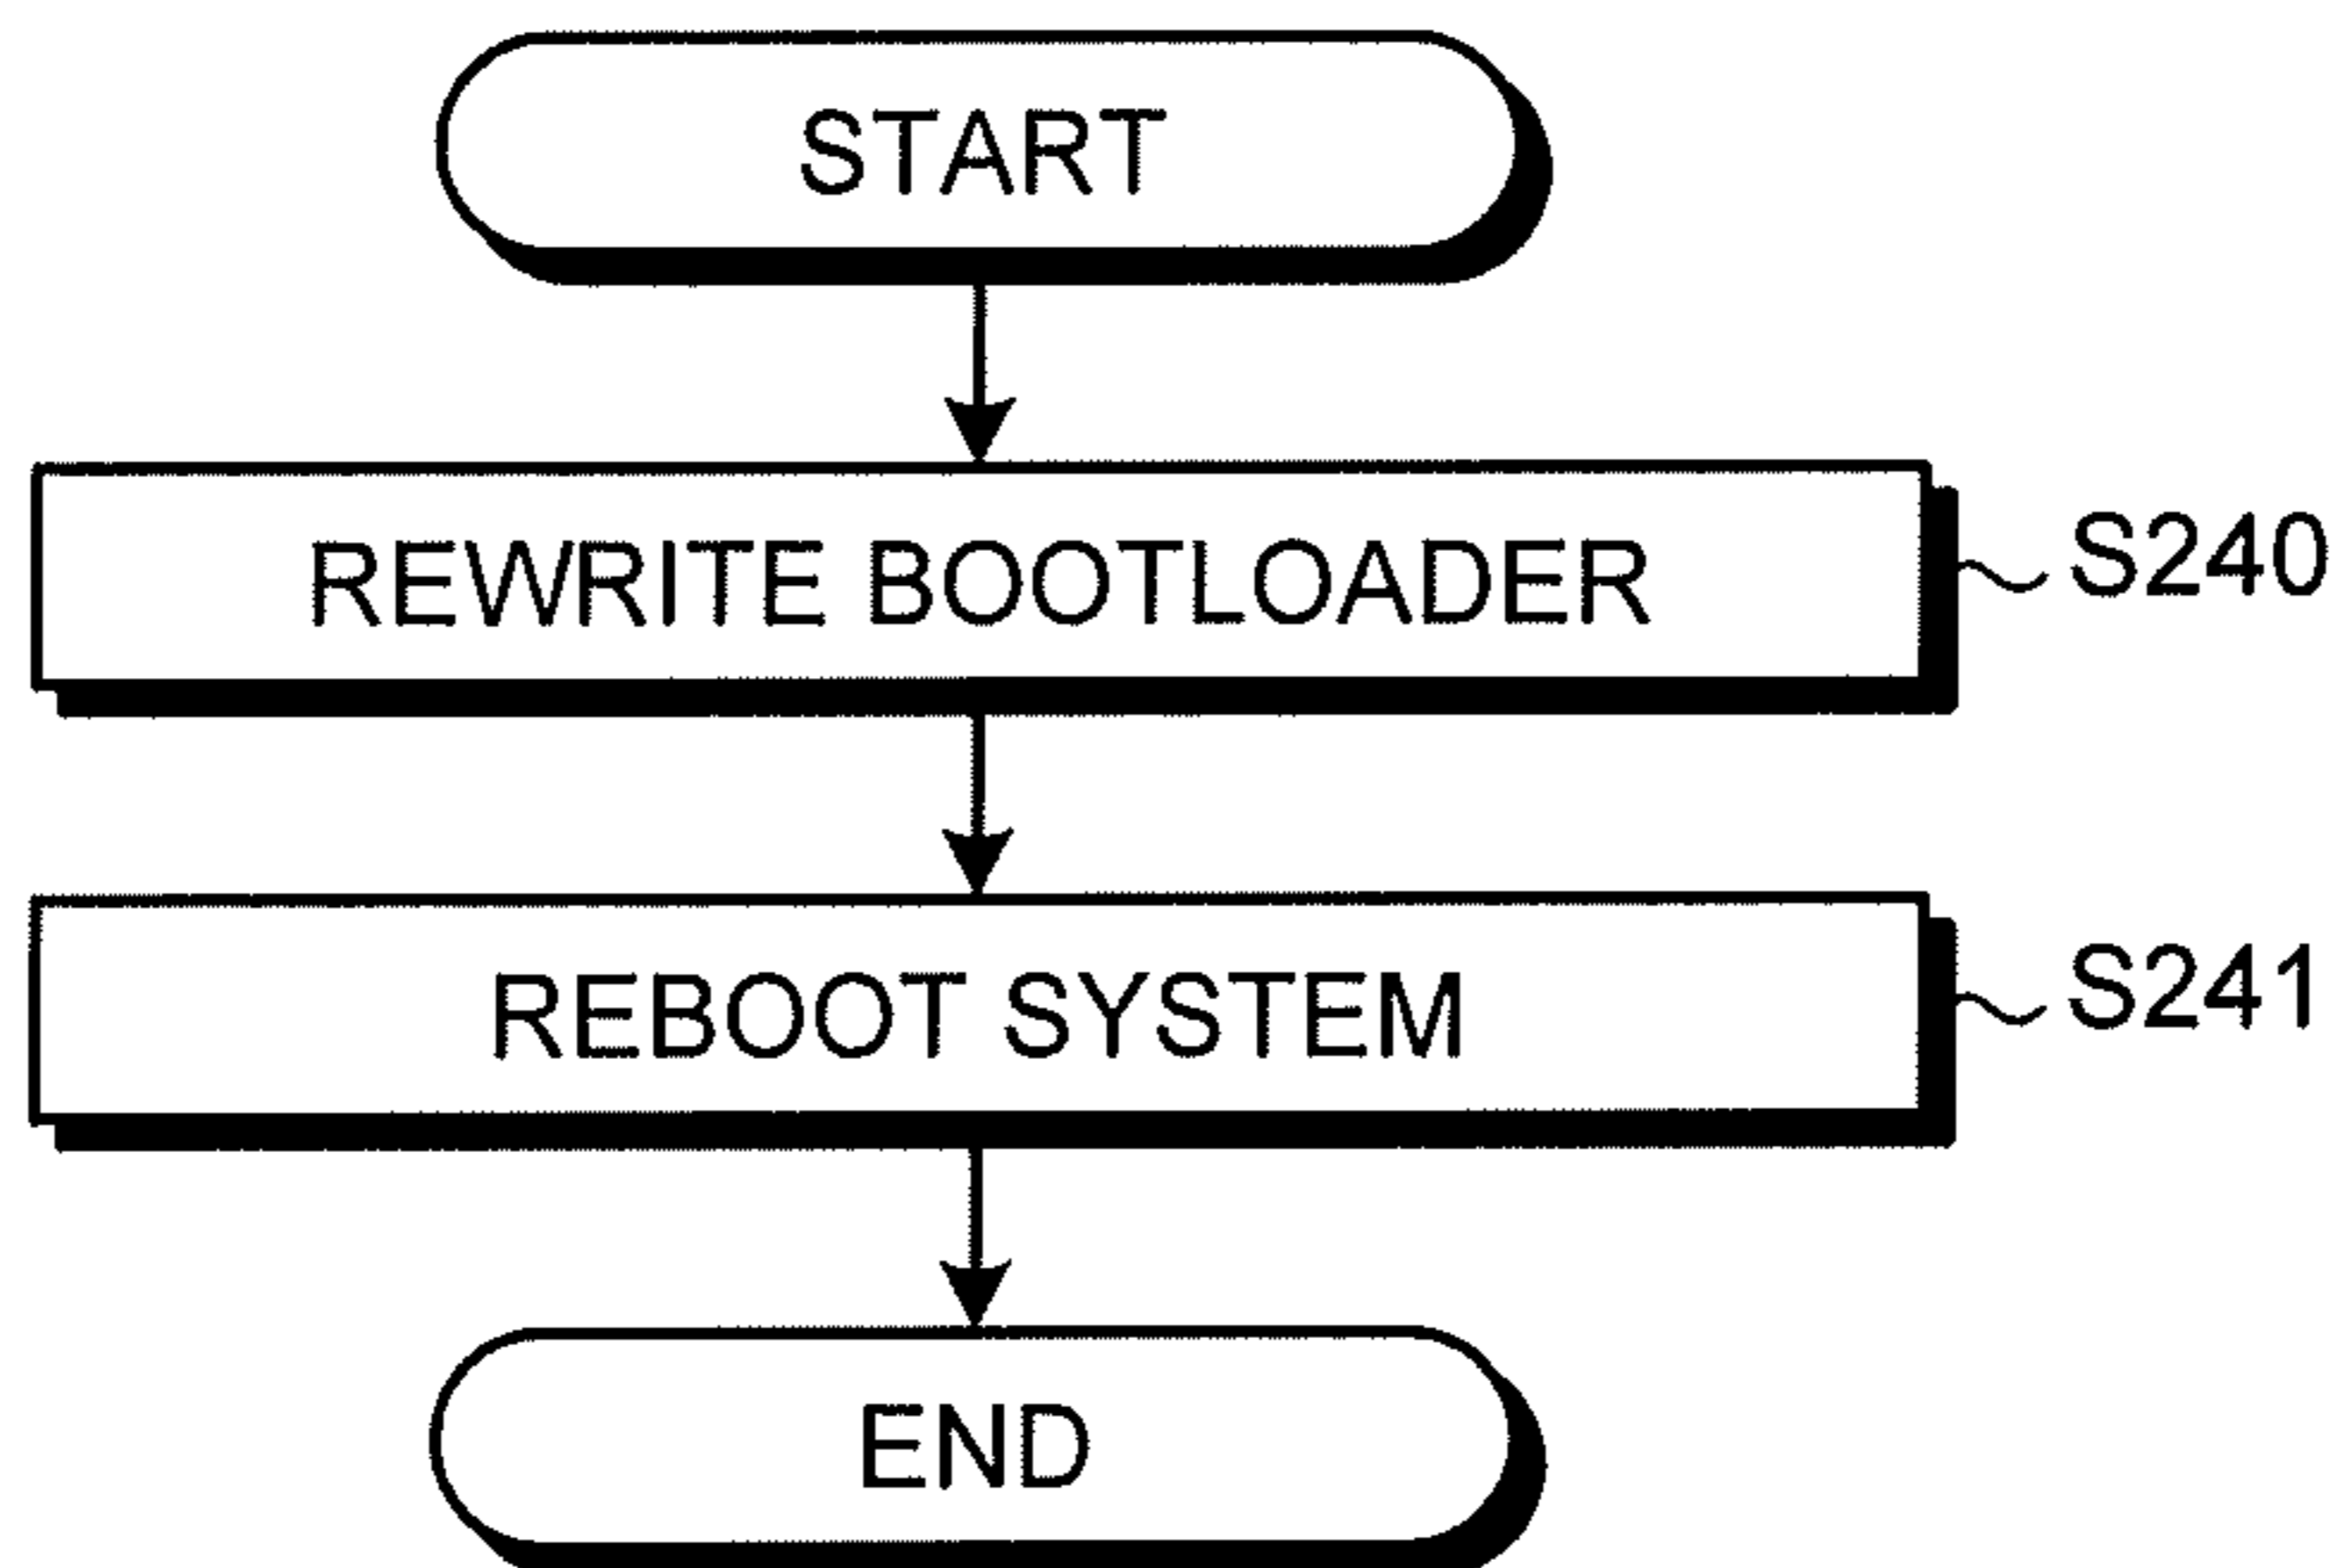 START
REWRITE BOOTLOADER
S240
REBOOT SYSTEM
S241
END